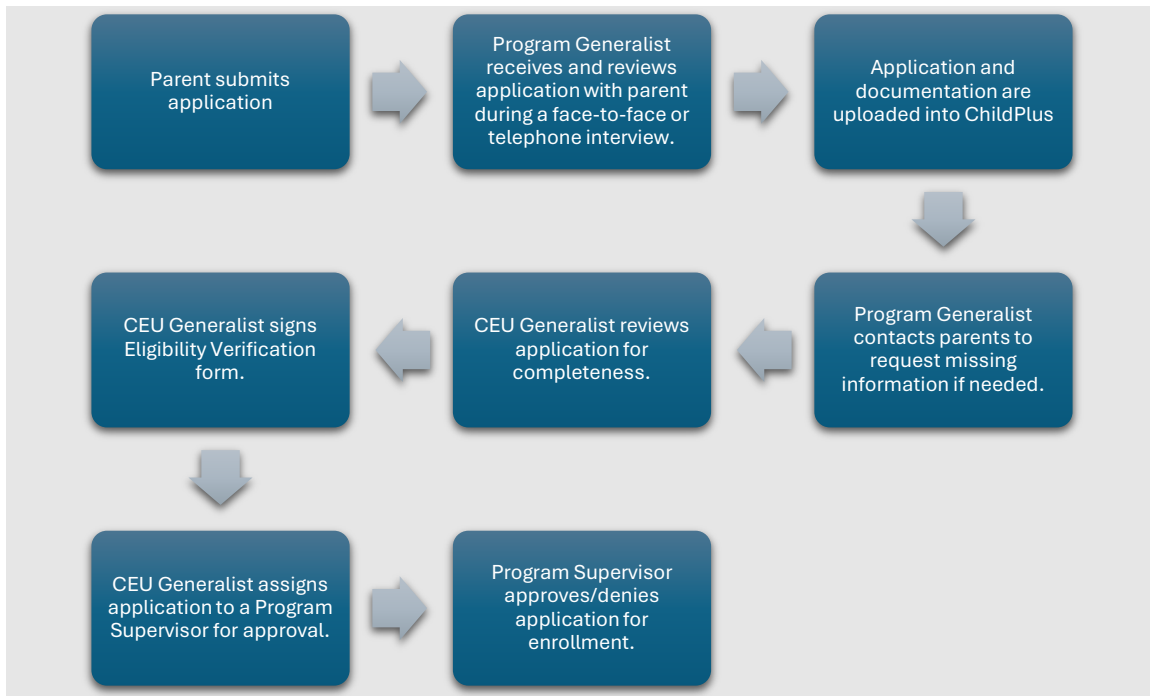 Parent submits
application
Program Generalist
receives and reviews
application with parent
during a face-to-face or
telephone interview.
Application and
documentation are
uploaded into ChildPlus
Program Generalist
contacts parents to
request missing
information if needed.
CEU Generalist reviews
application for
completeness.
CEU Generalist signs
Eligibility Verification
form.
CEU Generalist assigns
application to a Program
Supervisor for approval.
Program Supervisor
approves/denies
application for
enrollment.